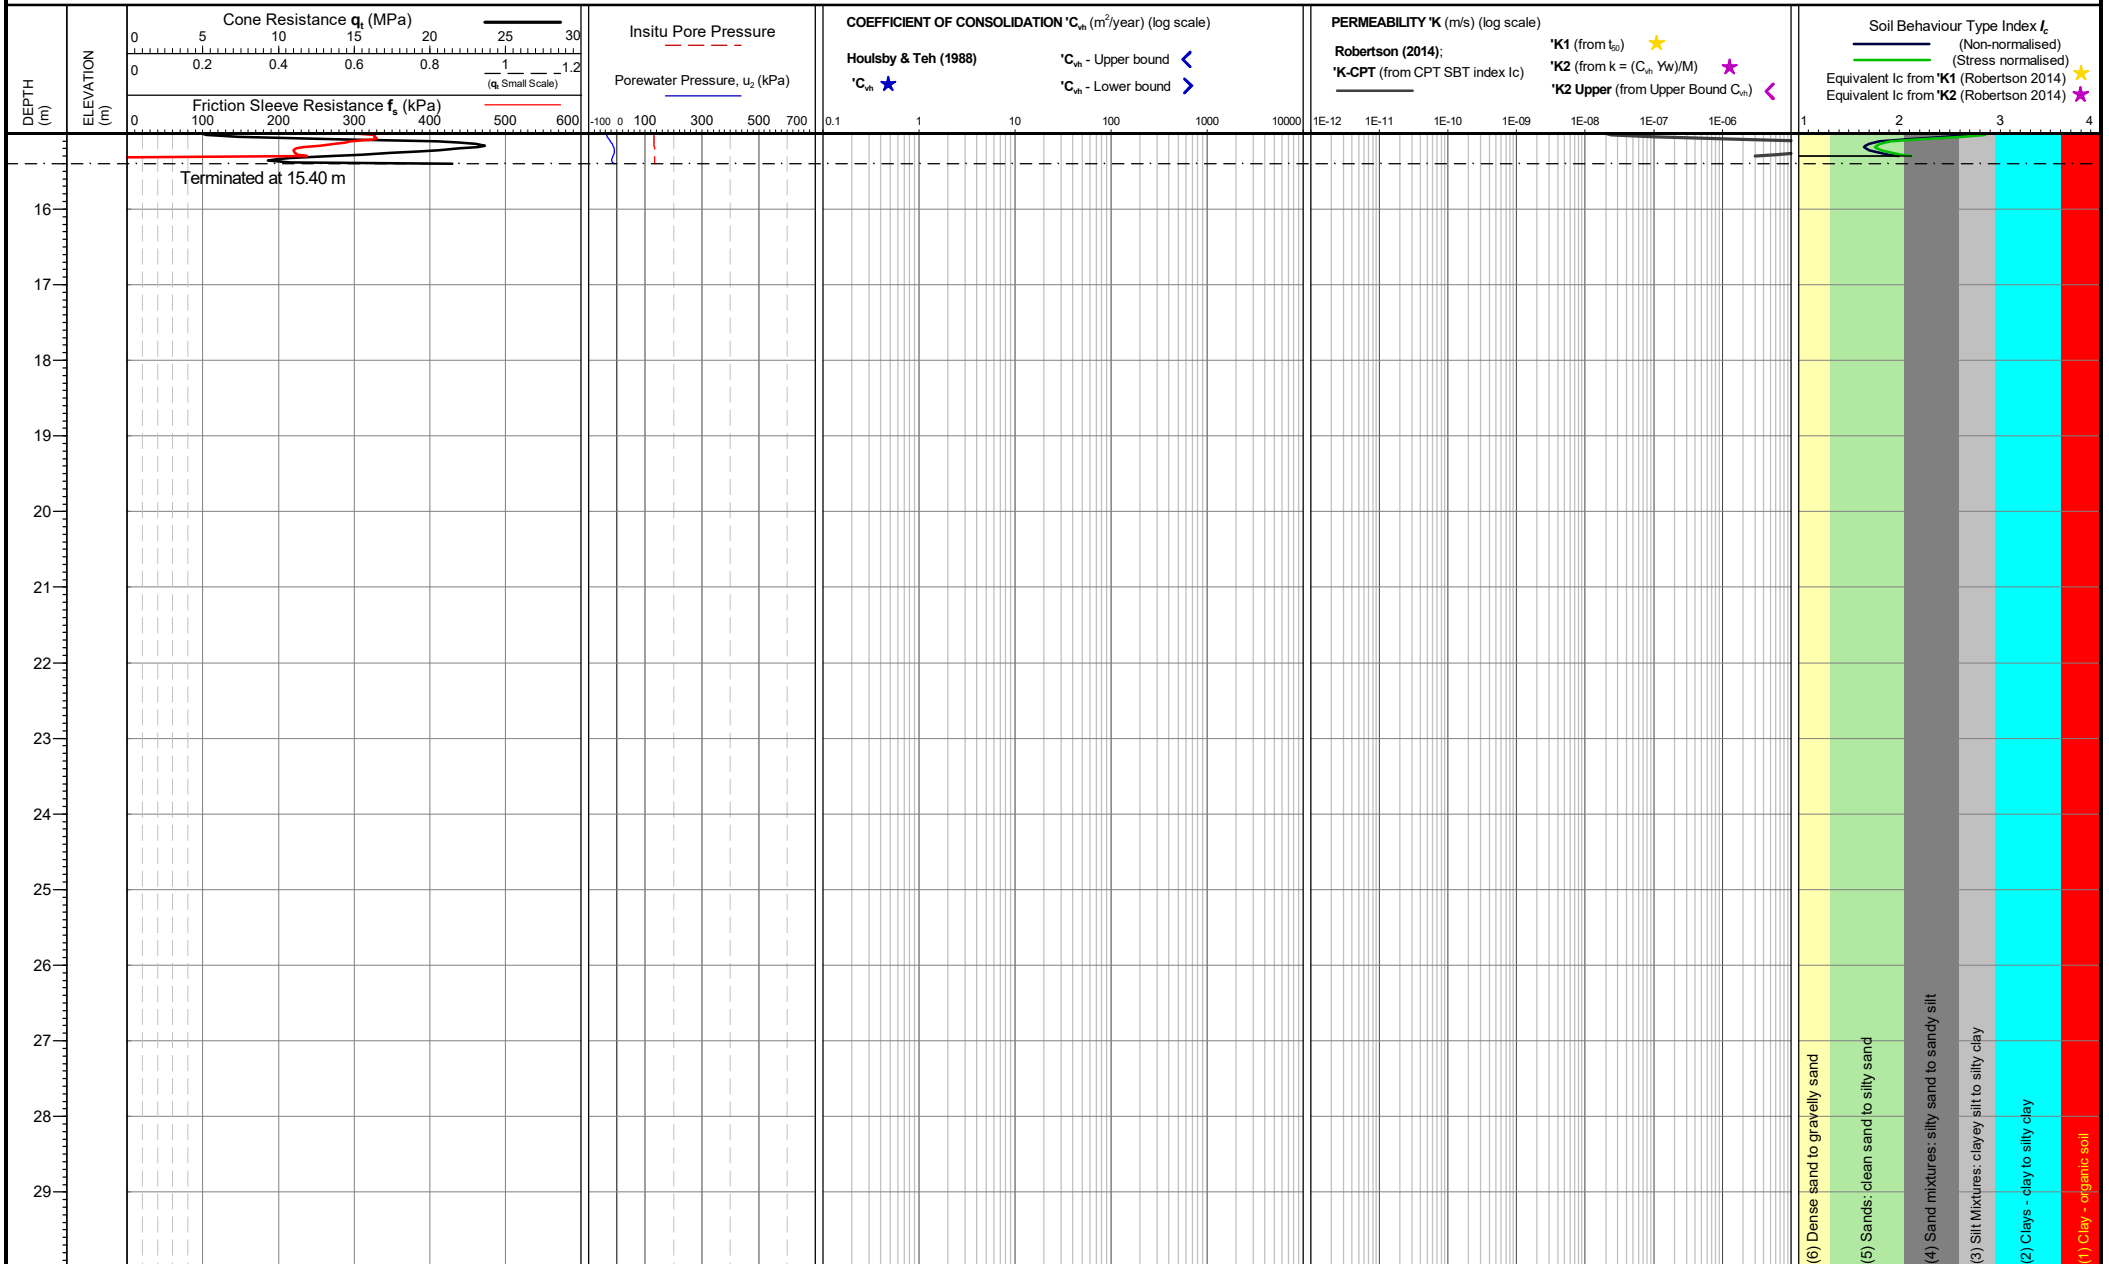 DEPTH
(m)
ELEVATION
(m)
Cone Resistance qt (MPa)
0 5 10 15 20 25 30
0 0.2 0.4 0.6 0.8 1 1.2
(qt Small Scale)
Friction Sleeve Resistance fs (kPa)
0 100 200 300 400 500 600
Insitu Pore Pressure
Porewater Pressure, u2 (kPa)
-100 0 100 300 500 700
COEFFICIENT OF CONSOLIDATION 'Cvh (m2/year) (log scale)
Houlsby & Teh (1988)
'Cvh
'Cvh - Upper bound
'Cvh - Lower bound
0.1 1 10 100 1000 10000
PERMEABILITY 'K (m/s) (log scale)
Robertson (2014);
'K-CPT (from CPT SBT index Ic)
'K1 (from t50)
'K2 (from k = (Cvh Yw)/M)
'K2 Upper (from Upper Bound Cvh)
1E-12 1E-11 1E-10 1E-09 1E-08 1E-07 1E-06
Soil Behaviour Type Index Ic
(Non-normalised)
(Stress normalised)
Equivalent Ic from 'K1 (Robertson 2014)
Equivalent Ic from 'K2 (Robertson 2014)
1 2 3 4
Terminated at 15.40 m
16
17
18
19
20
21
22
23
24
25
26
27
28
29
(6) Dense sand to gravelly sand
(5) Sands: clean sand to silty sand
(4) Sand mixtures: silty sand to sandy silt
(3) Silt Mixtures: clayey silt to silty clay
(2) Clays - clay to silty clay
(1) Clay - organic soil